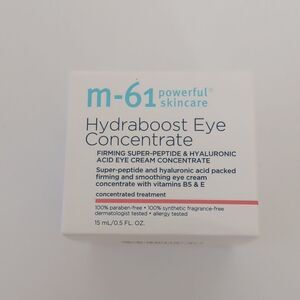 m-61 powerful®
skincare
Hydraboost Eye
Concentrate
FIRMING SUPER-PEPTIDE & HYALURONIC
ACID EYE CREAM CONCENTRATE
Super-peptide and hyaluronic acid packed
firming and smoothing eye cream
concentrate with vitamins B5 & E
concentrated treatment
100% paraben-free • 100% synthetic fragrance-free
dermatologist tested • allergy tested
15 mL/0.5 FL. OZ.